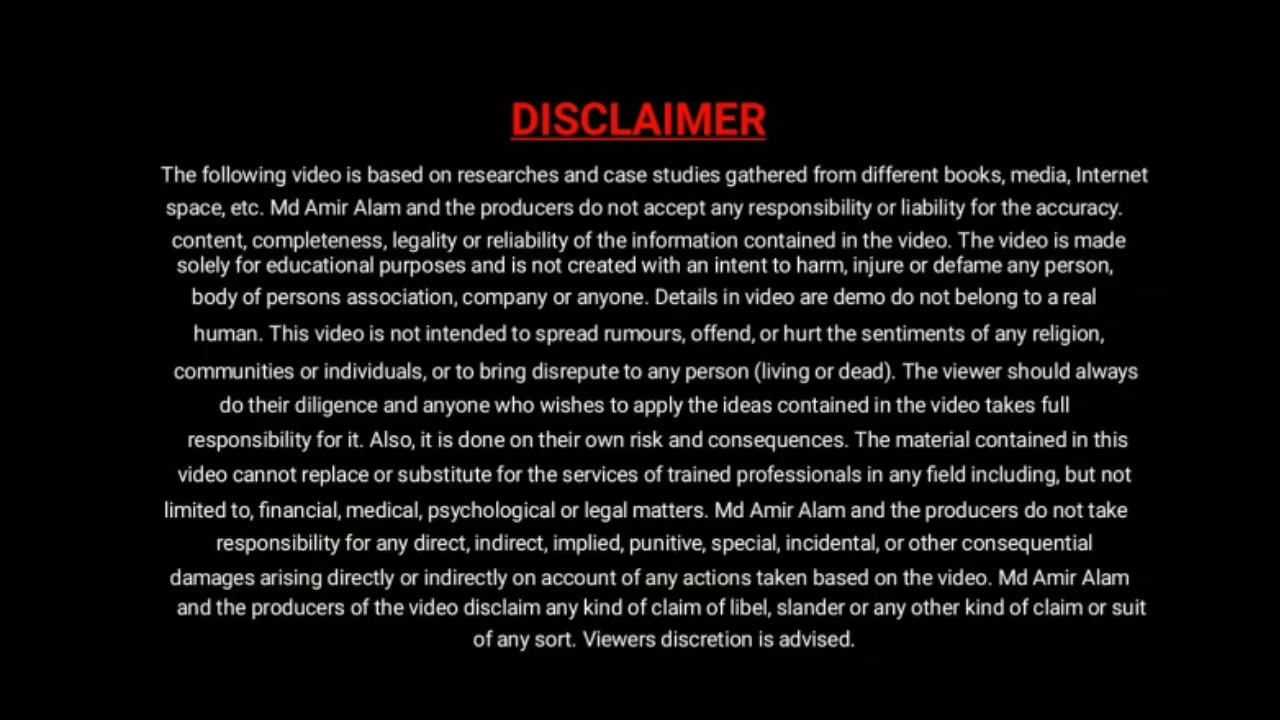 DISCLAIMER
The following video is based on researches and case studies gathered from different books, media, Internet
space, etc. Md Amir Alam and the producers do not accept any responsibility or liability for the accuracy.
content, completeness, legality or reliability of the information contained in the video. The video is made
solely for educational purposes and is not created with an intent to harm, injure or defame any person,
body of persons association, company or anyone. Details in video are demo do not belong to a real
human. This video is not intended to spread rumours, offend, or hurt the sentiments of any religion,
communities or individuals, or to bring disrepute to any person (living or dead). The viewer should always
do their diligence and anyone who wishes to apply the ideas contained in the video takes full
responsibility for it. Also, it is done on their own risk and consequences. The material contained in this
video cannot replace or substitute for the services of trained professionals in any field including, but not
limited to, financial, medical, psychological or legal matters. Md Amir Alam and the producers do not take
responsibility for any direct, indirect, implied, punitive, special, incidental, or other consequential
damages arising directly or indirectly on account of any actions taken based on the video. Md Amir Alam
and the producers of the video disclaim any kind of claim of libel, slander or any other kind of claim or suit
of any sort. Viewers discretion is advised.